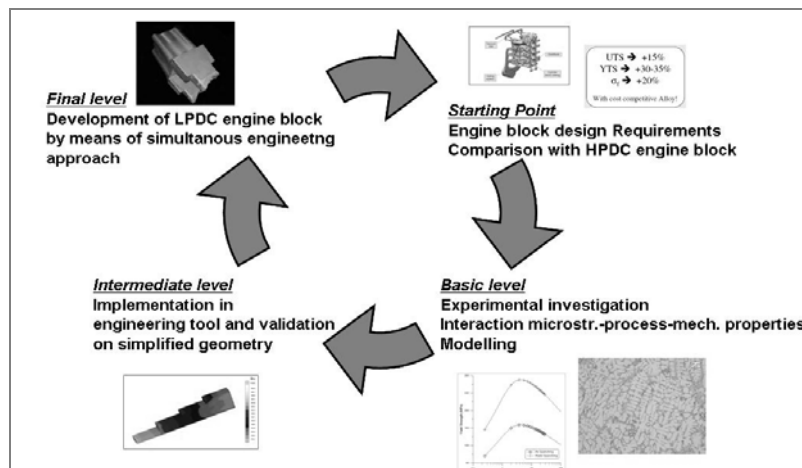 Final level
Development of LPDC engine block
by means of simultanous engineetng
approach
UTS → +15%
YTS → +30-35%
σf → +20%
With cost competitive Alloy!
Starting Point
Engine block design Requirements
Comparison with HPDC engine block
Intermediate level
Implementation in
engineering tool and validation
on simplified geometry
Basic level
Experimental investigation
Interaction microstr.-process-mech. properties
Modelling